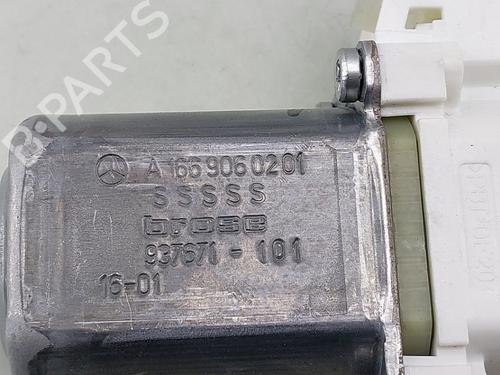 A 166 906 02 01
SSSSS
brose
937671-101
16-01
B-PARTS